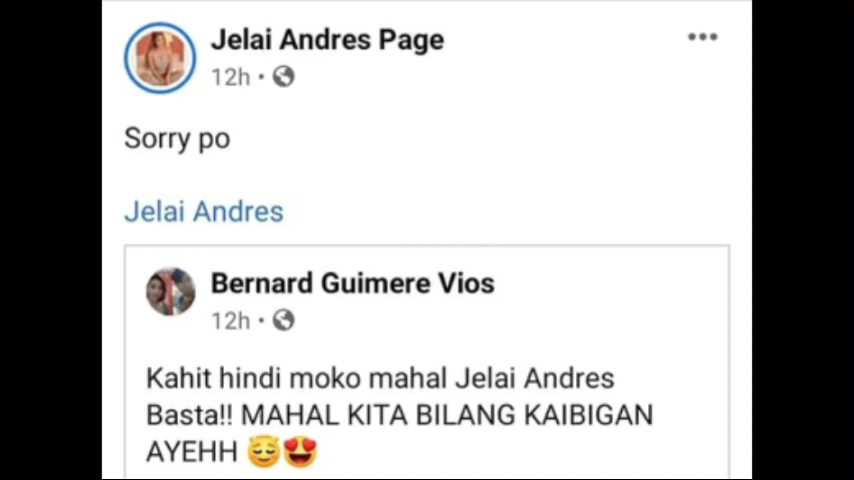 Jelai Andres Page
12h •
Sorry po
Jelai Andres
Bernard Guimere Vios
12h •
Kahit hindi moko mahal Jelai Andres
Basta!! MAHAL KITA BILANG KAIBIGAN
AYEHH 😌😍